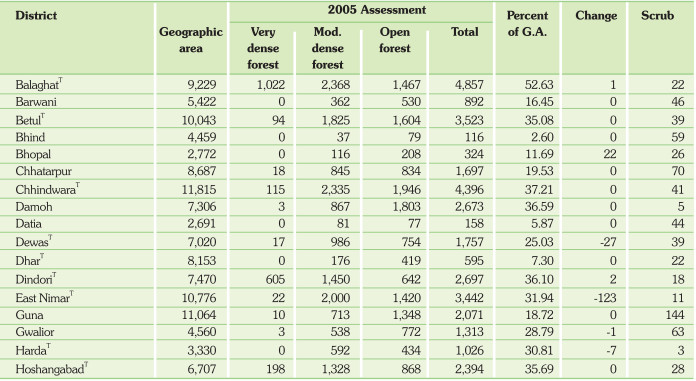 District Geographic area 2005 Assessment Percent of G.A. Change Scrub
Very dense forest Mod. dense forest Open forest Total
Balaghat^T 9,229 1,022 2,368 1,467 4,857 52.63 1 22
Barwani 5,422 0 362 530 892 16.45 0 46
Betul^T 10,043 94 1,825 1,604 3,523 35.08 0 39
Bhind 4,459 0 37 79 116 2.60 0 59
Bhopal 2,772 0 116 208 324 11.69 22 26
Chhatarpur 8,687 18 845 834 1,697 19.53 0 70
Chhindwara^T 11,815 115 2,335 1,946 4,396 37.21 0 41
Damoh 7,306 3 867 1,803 2,673 36.59 0 5
Datia 2,691 0 81 77 158 5.87 0 44
Dewas^T 7,020 17 986 754 1,757 25.03 -27 39
Dhar^T 8,153 0 176 419 595 7.30 0 22
Dindori^T 7,470 605 1,450 642 2,697 36.10 2 18
East Nimar^T 10,776 22 2,000 1,420 3,442 31.94 -123 11
Guna 11,064 10 713 1,348 2,071 18.72 0 144
Gwalior 4,560 3 538 772 1,313 28.79 -1 63
Harda^T 3,330 0 592 434 1,026 30.81 -7 3
Hoshangabad^T 6,707 198 1,328 868 2,394 35.69 0 28